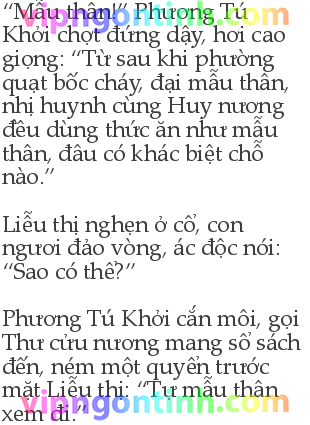 “Mẫu thân!” Phương Tú
Khởi chợt đứng dậy, hơi cao
giọng: “Từ sau khi phường
quạt bốc cháy, đại mẫu thân,
nhị huynh cùng Huy nương
đều dùng thức ăn như mẫu
thân, đâu có khác biệt chỗ
nào.”
Liễu thị nghẹn ở cổ, con
ngươi đảo vòng, ác độc nói:
“Sao có thể?”
Phương Tú Khởi cắn môi, gọi
Thư cửu nương mang sổ sách
đến, ném một quyển trước
mặt Liễu thị: “Tự mẫu thân
xem đi.”
vipngontinh.com
vipngontinh.com